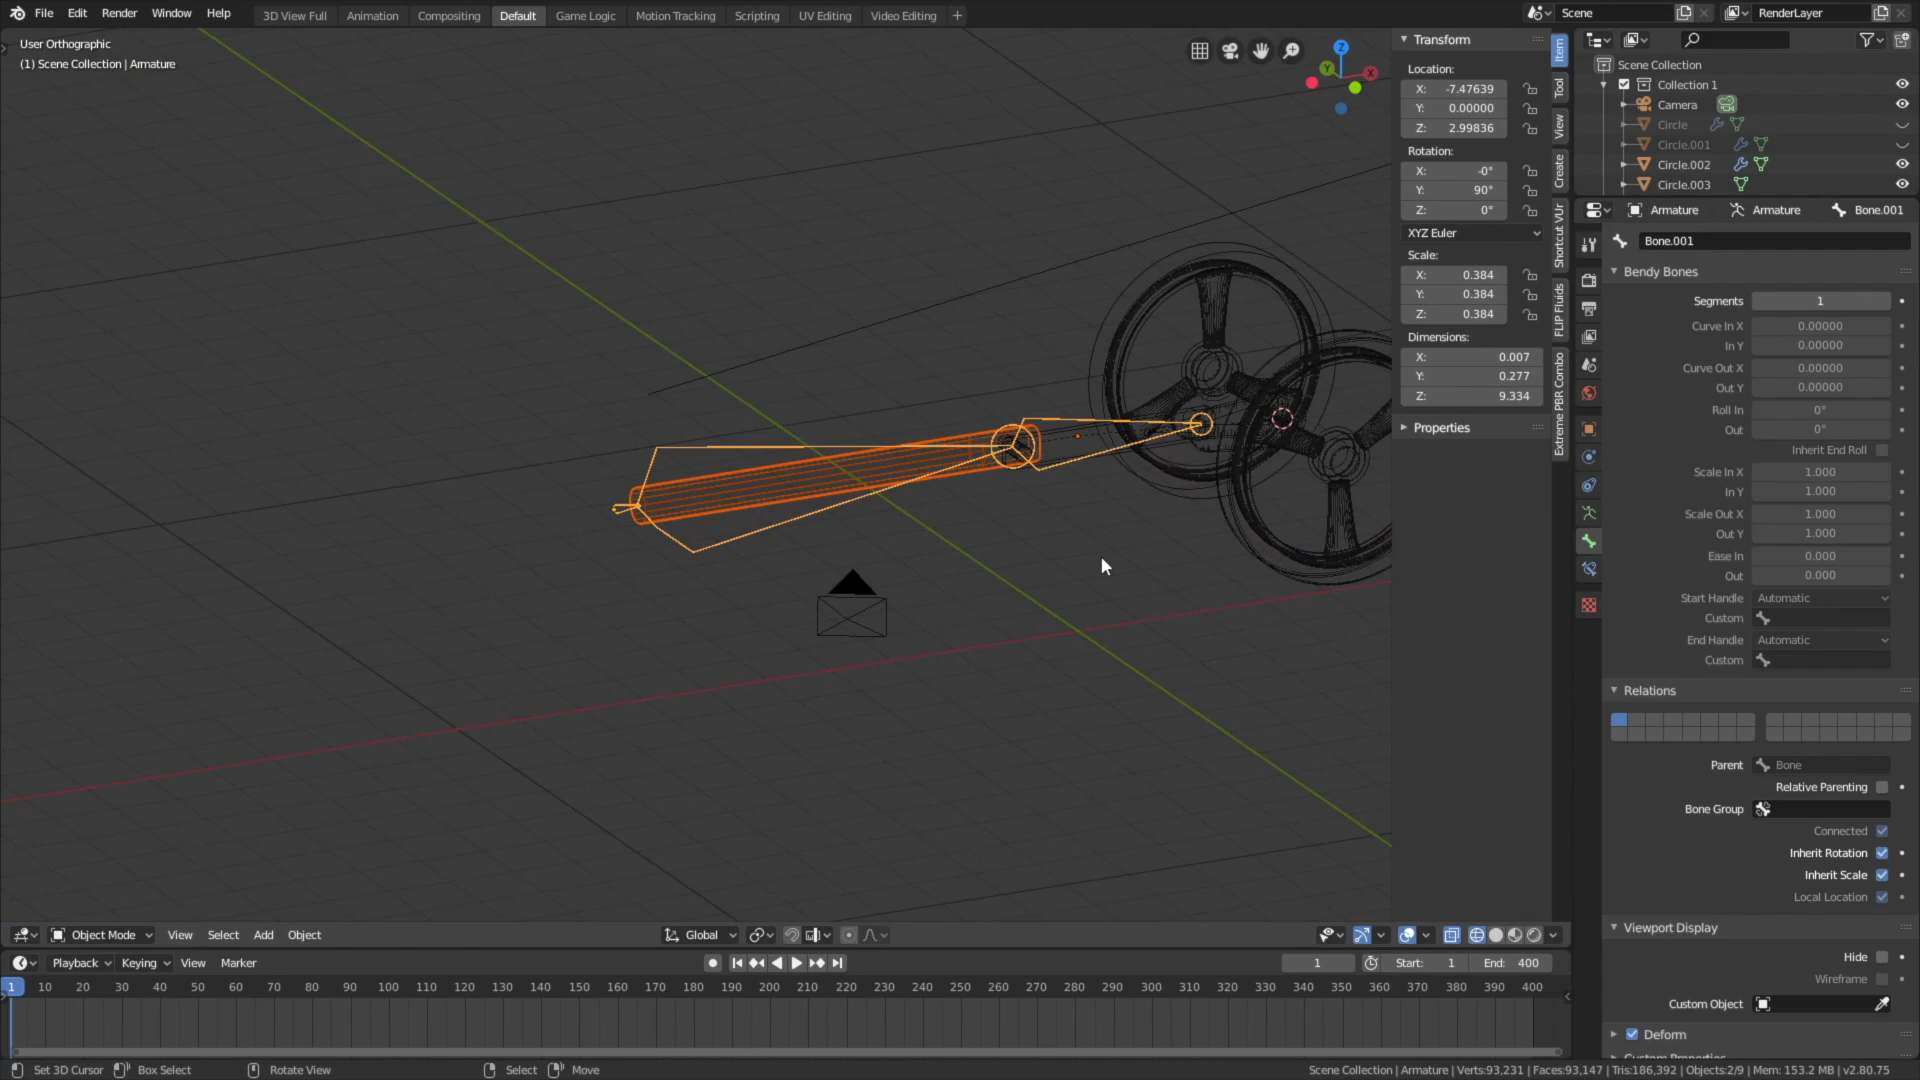 File Edit Render Window Help 3D View Full Animation Compositing Default Game Logic Motion Tracking Scripting UV Editing Video Editing + Scene RenderLayer
User Orthographic
(1) Scene Collection | Armature
Z
Y
X
Transform
Location:
X: -7.47639
Y: 0.00000
Z: 2.99836
Rotation:
X: -0°
Y: 90°
Z: 0°
XYZ Euler
Scale:
X: 0.384
Y: 0.384
Z: 0.384
Dimensions:
X: 0.007
Y: 0.277
Z: 9.334
Properties
Item
Tool
View
Create
Shortcut VUr
FLIP Fluids
Extreme PBR Combo
Scene Collection
Collection 1
Camera
Circle
Circle.001
Circle.002
Circle.003
Armature Armature Bone.001
Bone.001
Bendy Bones
Segments 1
Curve In X 0.00000
In Y 0.00000
Curve Out X 0.00000
Out Y 0.00000
Roll In 0°
Out 0°
Inherit End Roll
Scale In X 1.000
In Y 1.000
Scale Out X 1.000
Out Y 1.000
Ease In 0.000
Out 0.000
Start Handle Automatic
Custom
End Handle Automatic
Custom
Relations
Parent Bone
Relative Parenting
Bone Group
Connected
Inherit Rotation
Inherit Scale
Local Location
Viewport Display
Hide
Wireframe
Custom Object
Deform
Custom Properties
Object Mode View Select Add Object Global
Playback Keying View Marker 1 Start: 1 End: 400
1 10 20 30 40 50 60 70 80 90 100 110 120 130 140 150 160 170 180 190 200 210 220 230 240 250 260 270 280 290 300 310 320 330 340 350 360 370 380 390 400
Set 3D Cursor Box Select Rotate View Select Move Scene Collection | Armature | Verts:93,231 | Faces:93,147 | Tris:186,392 | Objects:2/9 | Mem: 153.2 MB | v2.80.75